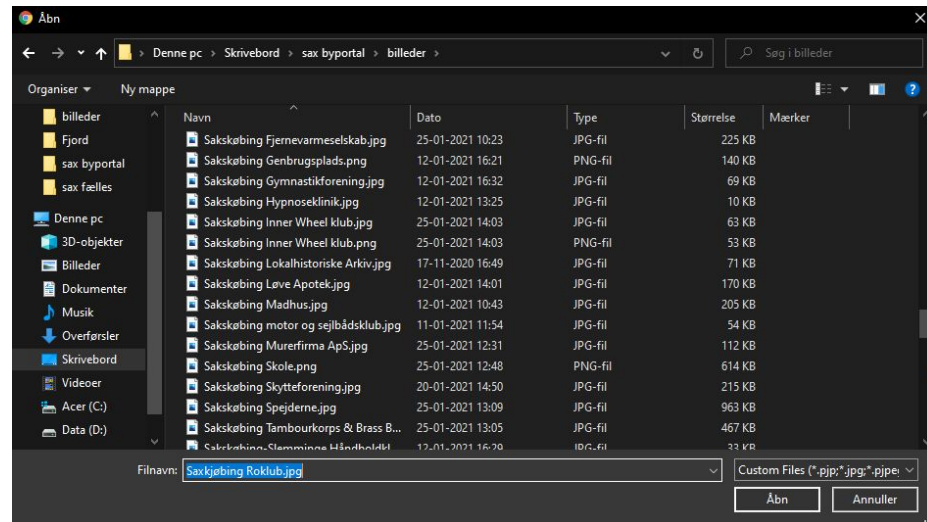 Åbn
Denne pc > Skrivebord > sax byportal > billeder >
Søg i billeder
Organiser
Ny mappe
billeder
Fjord
sax byportal
sax fælles
Denne pc
3D-objekter
Billeder
Dokumenter
Musik
Overførsler
Skrivebord
Videoer
Acer (C:)
Data (D:)
Navn Dato Type Størrelse Mærker
Sakskøbing Fjernevarmeselskab.jpg 25-01-2021 10:23 JPG-fil 225 KB
Sakskøbing Genbrugsplads.png 12-01-2021 16:21 PNG-fil 140 KB
Sakskøbing Gymnastikforening.jpg 12-01-2021 16:32 JPG-fil 69 KB
Sakskøbing Hypnoseklinik.jpg 12-01-2021 13:25 JPG-fil 10 KB
Sakskøbing Inner Wheel klub.jpg 25-01-2021 14:03 JPG-fil 63 KB
Sakskøbing Inner Wheel klub.png 25-01-2021 14:03 PNG-fil 53 KB
Sakskøbing Lokalhistoriske Arkiv.jpg 17-11-2020 16:49 JPG-fil 71 KB
Sakskøbing Løve Apotek.jpg 12-01-2021 14:01 JPG-fil 170 KB
Sakskøbing Madhus.jpg 12-01-2021 10:43 JPG-fil 205 KB
Sakskøbing motor og sejlbådsklub.jpg 11-01-2021 11:54 JPG-fil 54 KB
Sakskøbing Murerfirma ApS.jpg 25-01-2021 12:31 JPG-fil 112 KB
Sakskøbing Skole.png 25-01-2021 12:48 PNG-fil 614 KB
Sakskøbing Skytteforening.jpg 20-01-2021 14:50 JPG-fil 215 KB
Sakskøbing Spejderne.jpg 25-01-2021 13:09 JPG-fil 963 KB
Sakskøbing Tambourkorps & Brass B... 25-01-2021 13:05 JPG-fil 467 KB
Sakskøbing-Slemminge Håndboldkl... 12-01-2021 16:29 JPG-fil 33 KB
Filnavn: Saxkjøbing Roklub.jpg
Custom Files (*.pjp;*.jpg;*.pjpe
Åbn
Annuller